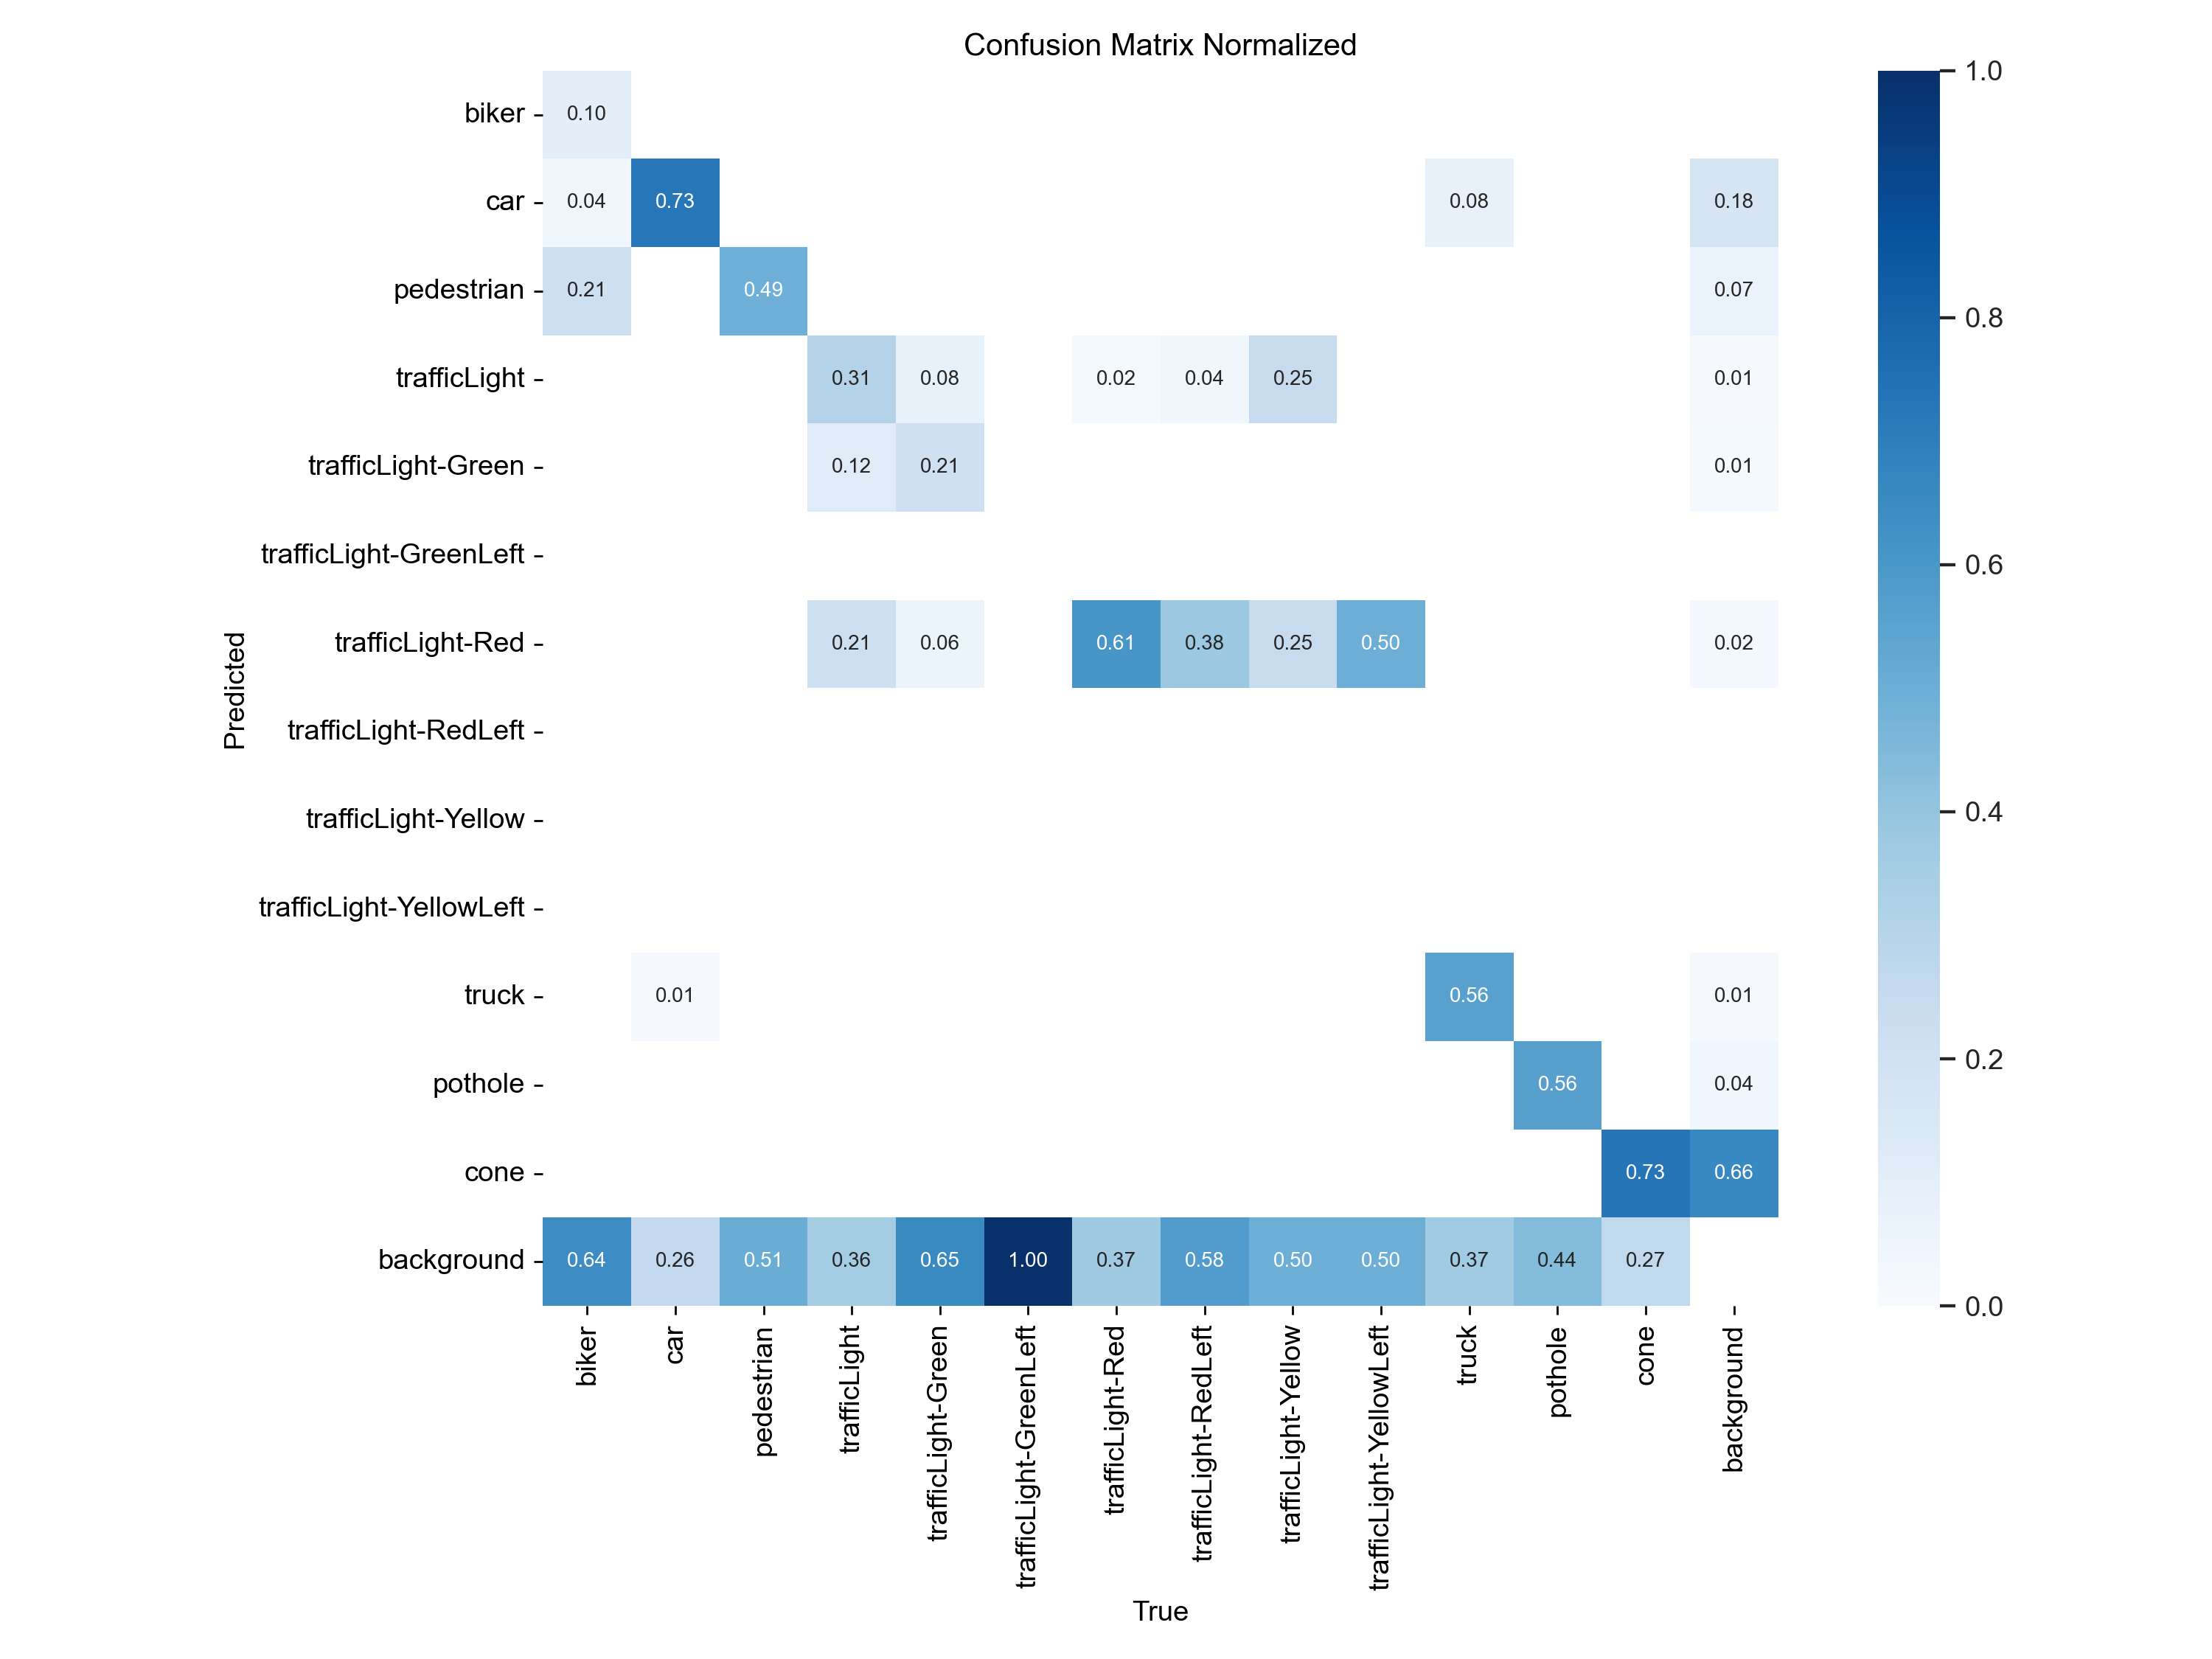 Confusion Matrix Normalized
biker 0.10
car 0.04 0.73 0.08 0.18
pedestrian 0.21 0.49 0.07
trafficLight 0.31 0.08 0.02 0.04 0.25 0.01
trafficLight-Green 0.12 0.21 0.01
trafficLight-GreenLeft
trafficLight-Red 0.21 0.06 0.61 0.38 0.25 0.50 0.02
trafficLight-RedLeft
trafficLight-Yellow
trafficLight-YellowLeft
truck 0.01 0.56 0.01
pothole 0.56 0.04
cone 0.73 0.66
background 0.64 0.26 0.51 0.36 0.65 1.00 0.37 0.58 0.50 0.50 0.37 0.44 0.27
Predicted
biker
car
pedestrian
trafficLight
trafficLight-Green
trafficLight-GreenLeft
trafficLight-Red
trafficLight-RedLeft
trafficLight-Yellow
trafficLight-YellowLeft
truck
pothole
cone
background
True
1.0
0.8
0.6
0.4
0.2
0.0